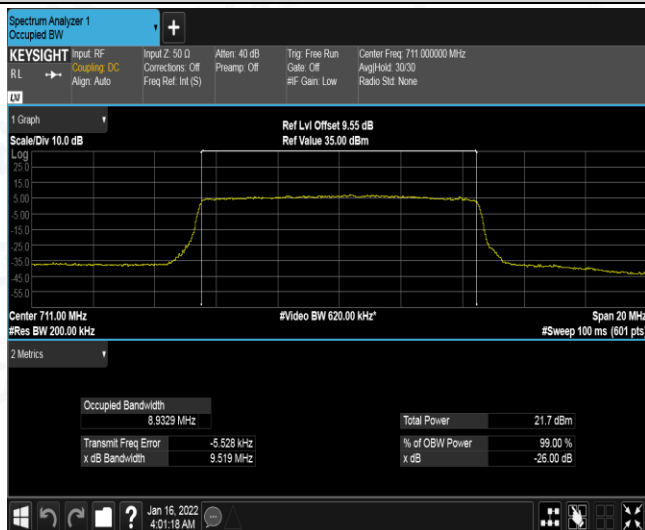 Spectrum Analyzer 1
Occupied BW
+
KEYSIGHT Input: RF Input Z: 50 Ω Atten: 40 dB Trig: Free Run Center Freq: 711.000000 MHz
RL Coupling: DC Corrections: Off Preamp: Off Gate: Off Avg|Hold: 30/30
Align: Auto Freq Ref: Int (S) #IF Gain: Low Radio Std: None
LXI
1 Graph Ref Lvl Offset 9.55 dB
Scale/Div 10.0 dB Ref Value 35.00 dBm
Log
25.0
15.0
5.00
-5.00
-15.0
-25.0
-35.0
-45.0
-55.0
Center 711.00 MHz #Video BW 620.00 kHz* Span 20 MHz
#Res BW 200.00 kHz #Sweep 100 ms (601 pts)
2 Metrics
Occupied Bandwidth
8.9329 MHz Total Power 21.7 dBm
Transmit Freq Error -5.528 kHz % of OBW Power 99.00 %
x dB Bandwidth 9.519 MHz x dB -26.00 dB
? Jan 16, 2022
4:01:18 AM